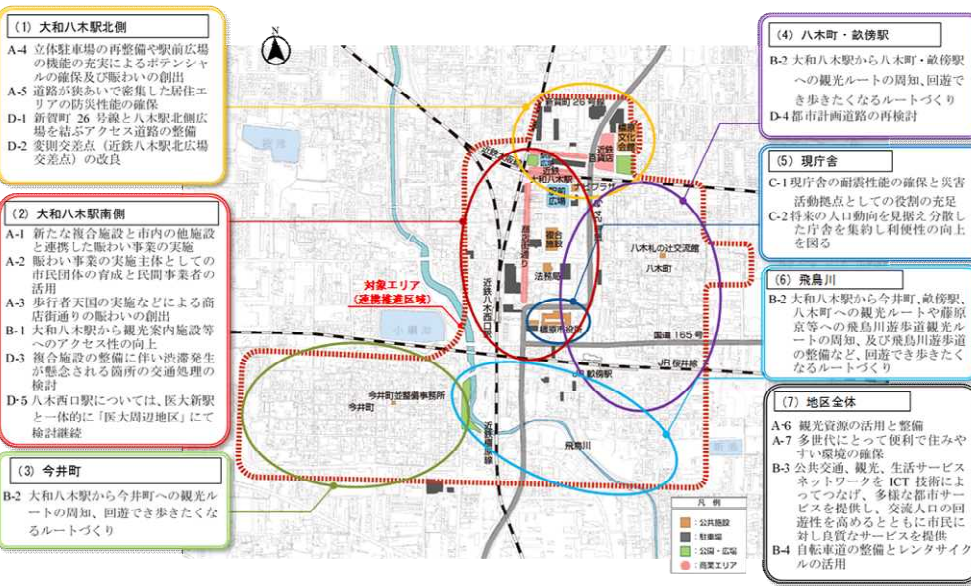 (1) 大和八木駅北側
A-4 立体駐車場の再整備や駅前広場
の機能の充実によるポテンシャ
ルの確保及び賑わいの創出
A-5 道路が狭あいで密集した居住エ
リアの防災性能の確保
D-1 新賀町 26 号線と八木駅北側広
場を結ぶアクセス道路の整備
D-2 変則交差点（近鉄八木駅北広場
交差点）の改良
(2) 大和八木駅南側
A-1 新たな複合施設と市内の他施設
と連携した賑わい事業の実施
A-2 賑わい事業の実施主体としての
市民団体の育成と民間事業者の
活用
A-3 歩行者天国の実施などによる商
店街通りの賑わいの創出
B-1 大和八木駅から観光案内施設等
へのアクセス性の向上
D-3 複合施設の整備に伴い渋滞発生
が懸念される箇所の交通処理の
検討
D-5 八木西口駅については、医大新駅
と一体的に「医大周辺地区」にて
検討継続
(3) 今井町
B-2 大和八木駅から今井町への観光ル
ートの周知、回遊でき歩きたくな
るルートづくり
N
新賀町 26 号線
橿原文化会館
近鉄百貨店
近鉄大阪線
近鉄
大和八木駅
駅前広場
ナビプラザ
複合施設
法務局
橿原市役所
八木札の辻交流館
八木町
近鉄八木西口駅
対象エリア
(連携推進区域)
国道 165 号
JR 桜井線
JR 畝傍駅
今井町並整備事務所
今井町
近鉄橿原線
飛鳥川
凡 例
：公共施設
：駐車場
：公園・広場
：商業エリア
(4) 八木町・畝傍駅
B-2 大和八木駅から八木町・畝傍駅
への観光ルートの周知、回遊で
き歩きたくなるルートづくり
D-4 都市計画道路の再検討
(5) 現庁舎
C-1 現庁舎の耐震性能の確保と災害
活動拠点としての役割の充足
C-2 将来の人口動向を見据え分散し
た庁舎を集約し利便性の向上
を図る
(6) 飛鳥川
B-2 大和八木駅から今井町、畝傍駅、
八木町への観光ルートや藤原
京等への飛鳥川遊歩道観光ルー
トの周知、及び飛鳥川遊歩道
の整備など、回遊でき歩きたく
なるルートづくり
(7) 地区全体
A-6 観光資源の活用と整備
A-7 多世代にとって便利で住みや
すい環境の確保
B-3 公共交通、観光、生活サービス
ネットワークを ICT 技術によ
ってつなげ、多様な都市サー
ビスを提供し、交流人口の回
遊性を高めるとともに市民に
対し良質なサービスを提供
B-4 自転車道の整備とレンタサイク
ルの活用